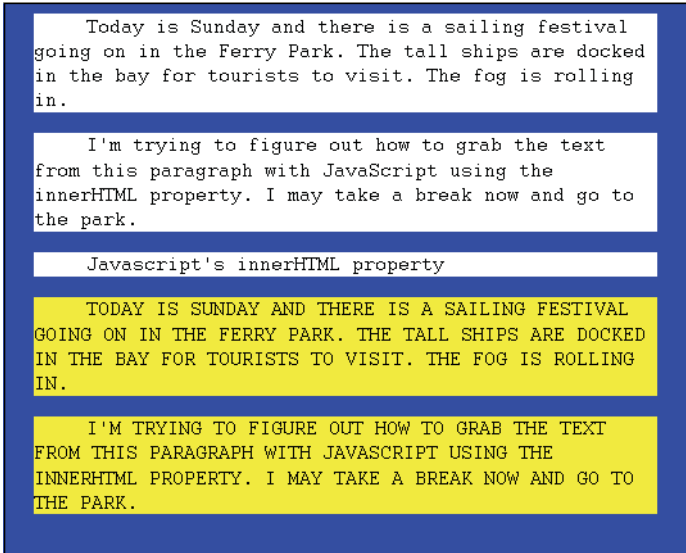 Today is Sunday and there is a sailing festival
going on in the Ferry Park. The tall ships are docked
in the bay for tourists to visit. The fog is rolling
in.
I'm trying to figure out how to grab the text
from this paragraph with JavaScript using the
innerHTML property. I may take a break now and go to
the park.
Javascript's innerHTML property
TODAY IS SUNDAY AND THERE IS A SAILING FESTIVAL
GOING ON IN THE FERRY PARK. THE TALL SHIPS ARE DOCKED
IN THE BAY FOR TOURISTS TO VISIT. THE FOG IS ROLLING
IN.
I'M TRYING TO FIGURE OUT HOW TO GRAB THE TEXT
FROM THIS PARAGRAPH WITH JAVASCRIPT USING THE
INNERHTML PROPERTY. I MAY TAKE A BREAK NOW AND GO TO
THE PARK.